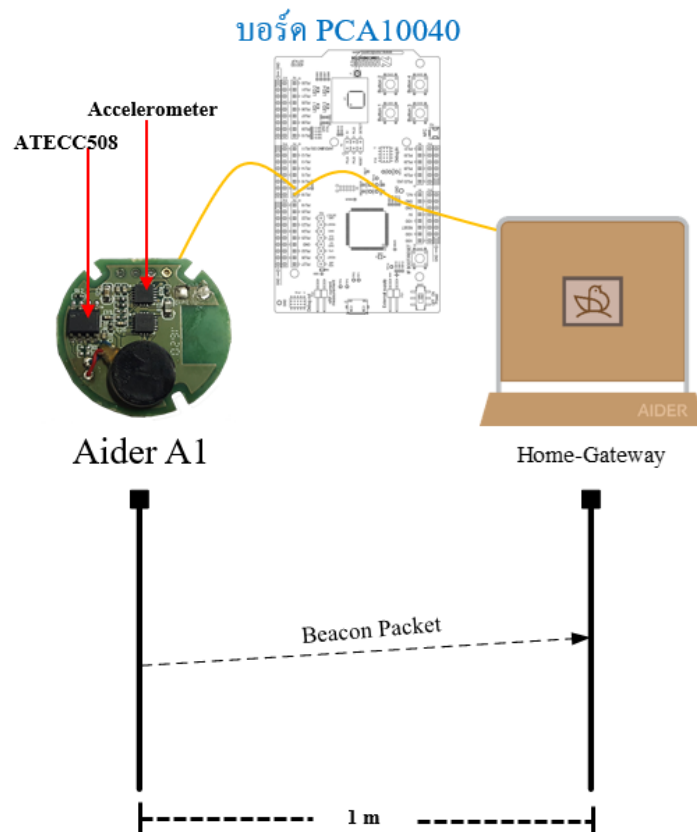 บอร์ด PCA10040
Accelerometer
ATECC508
AIDER
Aider A1
Home-Gateway
Beacon Packet
1 m